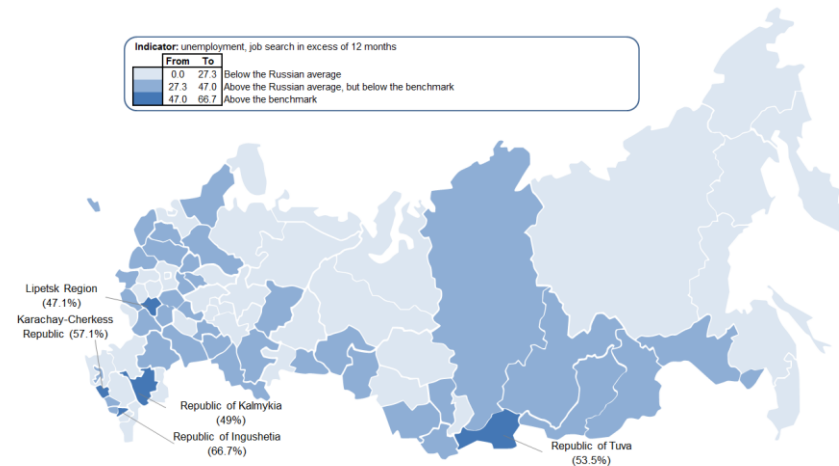 Indicator: unemployment, job search in excess of 12 months
From To
0.0 27.3 Below the Russian average
27.3 47.0 Above the Russian average, but below the benchmark
47.0 66.7 Above the benchmark
Lipetsk Region
(47.1%)
Karachay-Cherkess
Republic (57.1%)
Republic of Kalmykia
(49%)
Republic of Ingushetia
(66.7%)
Republic of Tuva
(53.5%)